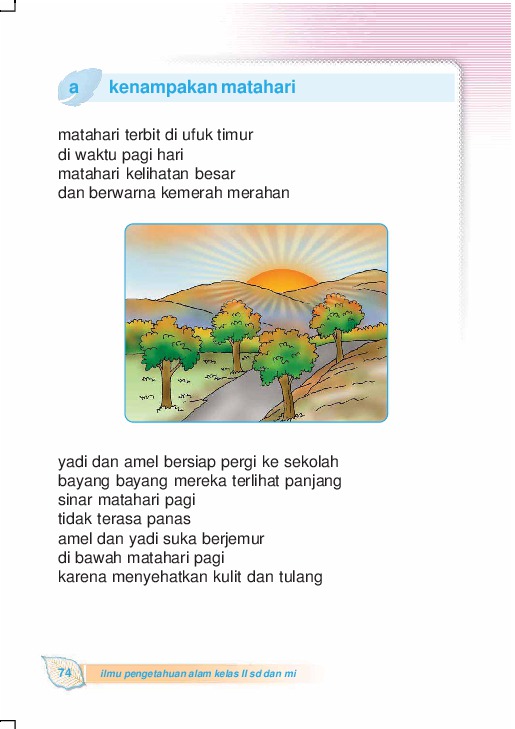 a kenampakan matahari
matahari terbit di ufuk timur
di waktu pagi hari
matahari kelihatan besar
dan berwarna kemerah merahan
yadi dan amel bersiap pergi ke sekolah
bayang bayang mereka terlihat panjang
sinar matahari pagi
tidak terasa panas
amel dan yadi suka berjemur
di bawah matahari pagi
karena menyehatkan kulit dan tulang
74 ilmu pengetahuan alam kelas II sd dan mi